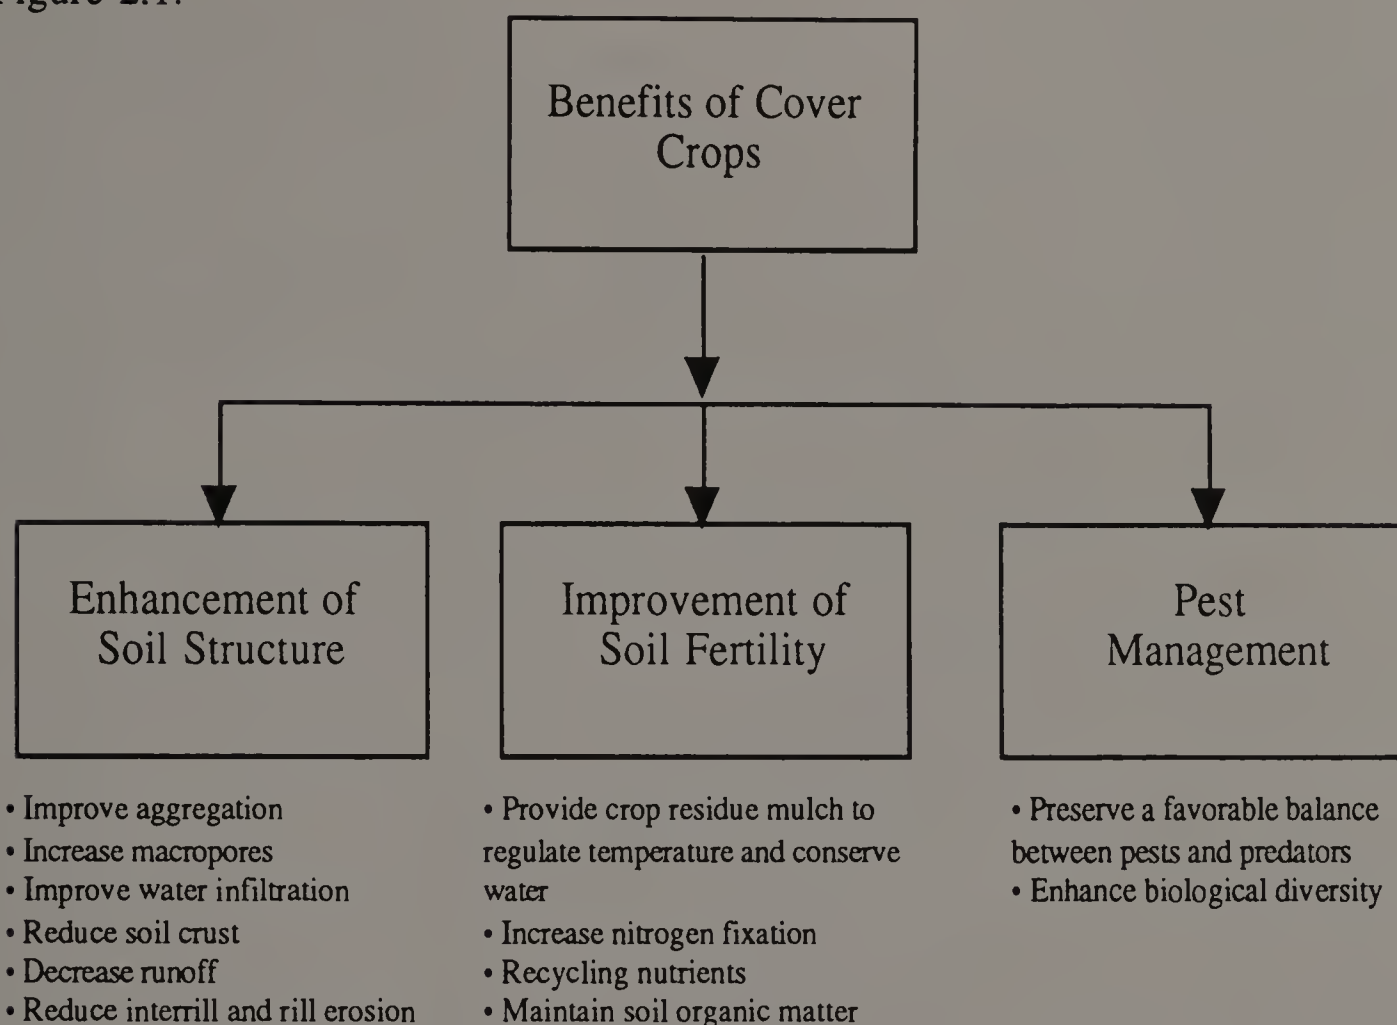 Figure 2.1.
Benefits of Cover
Crops
Enhancement of
Soil Structure
Improvement of
Soil Fertility
Pest
Management
• Improve aggregation
• Increase macropores
• Improve water infiltration
• Reduce soil crust
• Decrease runoff
• Reduce interrill and rill erosion
• Provide crop residue mulch to
regulate temperature and conserve
water
• Increase nitrogen fixation
• Recycling nutrients
• Maintain soil organic matter
• Preserve a favorable balance
between pests and predators
• Enhance biological diversity